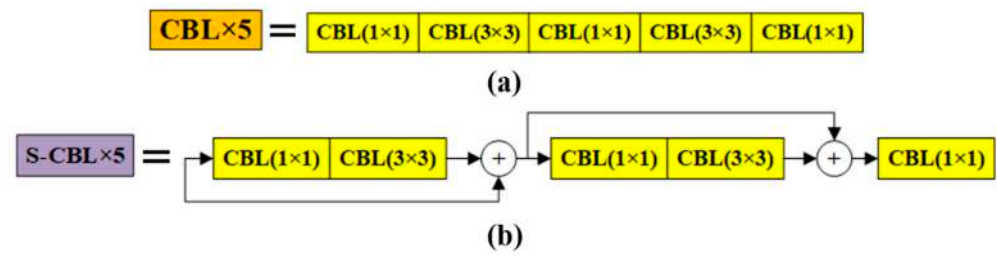 CBL×5 = CBL(1×1) CBL(3×3) CBL(1×1) CBL(3×3) CBL(1×1)
(a)
S-CBL×5 = CBL(1×1) CBL(3×3) + CBL(1×1) CBL(3×3) + CBL(1×1)
(b)